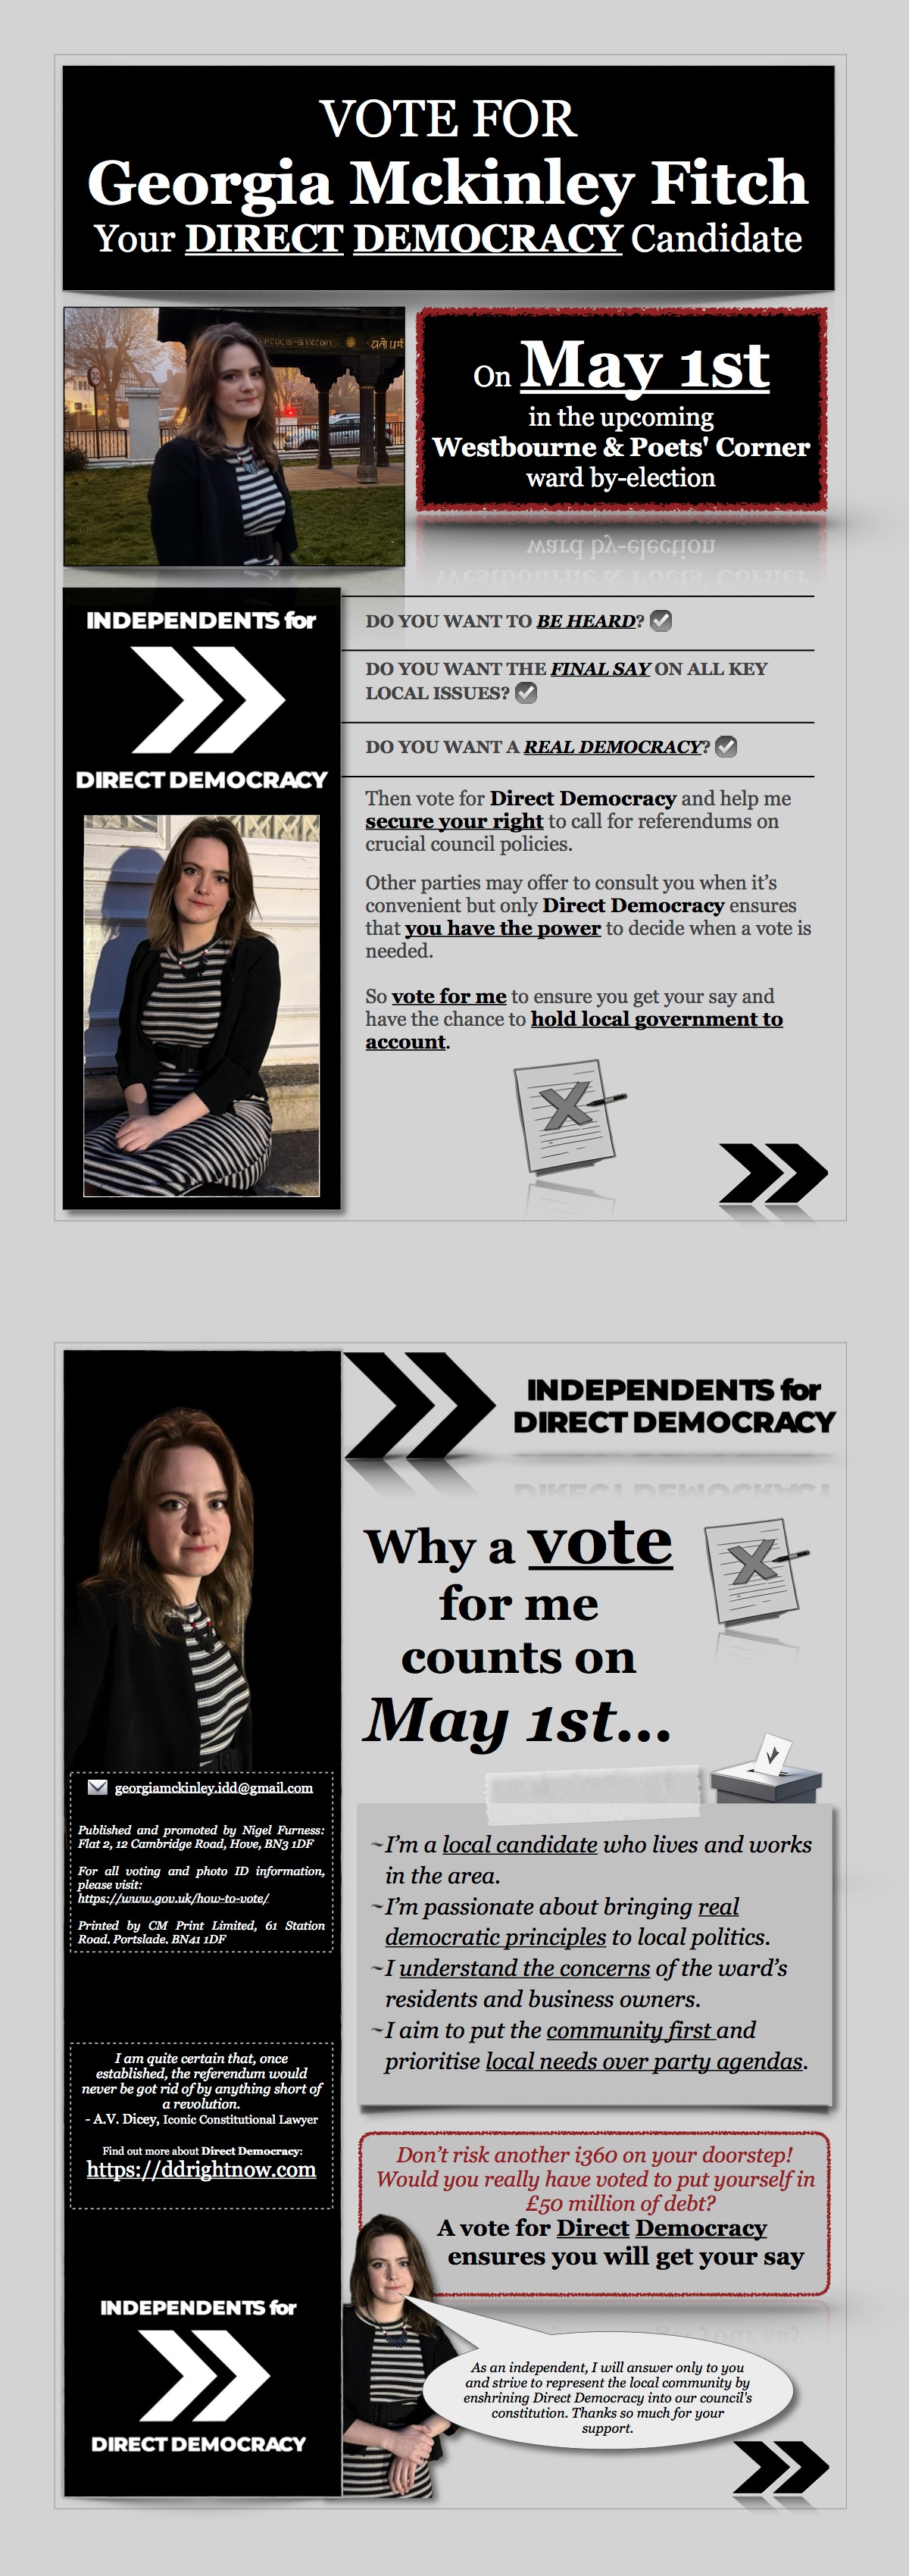 VOTE FOR
Georgia Mckinley Fitch
Your DIRECT DEMOCRACY Candidate
On May 1st
in the upcoming
Westbourne & Poets' Corner
ward by-election
INDEPENDENTS for
DIRECT DEMOCRACY
DO YOU WANT TO BE HEARD?
DO YOU WANT THE FINAL SAY ON ALL KEY
LOCAL ISSUES?
DO YOU WANT A REAL DEMOCRACY?
Then vote for Direct Democracy and help me
secure your right to call for referendums on
crucial council policies.
Other parties may offer to consult you when it's
convenient but only Direct Democracy ensures
that you have the power to decide when a vote is
needed.
So vote for me to ensure you get your say and
have the chance to hold local government to
account.
INDEPENDENTS for
DIRECT DEMOCRACY
Why a vote
for me
counts on
May 1st...
georgiamckinley.idd@gmail.com
Published and promoted by Nigel Furness:
Flat 2, 12 Cambridge Road, Hove, BN3 1DF
For all voting and photo ID information,
please visit:
https://www.gov.uk/how-to-vote/
Printed by CM Print Limited, 61 Station
Road, Portslade, BN41 1DF
~I'm a local candidate who lives and works
in the area.
~I'm passionate about bringing real
democratic principles to local politics.
~I understand the concerns of the ward's
residents and business owners.
~I aim to put the community first and
prioritise local needs over party agendas.
I am quite certain that, once
established, the referendum would
never be got rid of by anything short of
a revolution.
- A.V. Dicey, Iconic Constitutional Lawyer
Find out more about Direct Democracy:
https://ddrightnow.com
Don't risk another i360 on your doorstep!
Would you really have voted to put yourself in
£50 million of debt?
A vote for Direct Democracy
ensures you will get your say
INDEPENDENTS for
DIRECT DEMOCRACY
As an independent, I will answer only to you
and strive to represent the local community by
enshrining Direct Democracy into our council's
constitution. Thanks so much for your
support.